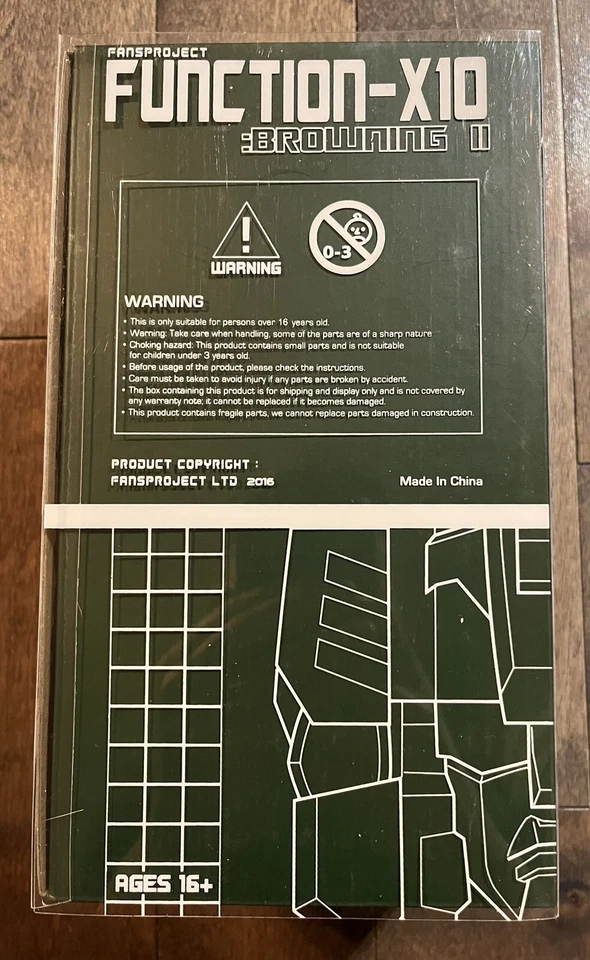 FANSPROJECT
FUNCTION-X10
:BROWNING II
!
0-3
WARNING
WARNING
• This is only suitable for persons over 16 years old.
• Warning: Take care when handling, some of the parts are of a sharp nature
• Choking hazard: This product contains small parts and is not suitable
for children under 3 years old.
• Before usage of the product, please check the instructions.
• Care must be taken to avoid injury if any parts are broken by accident.
• The box containing this product is for shipping and display only and is not covered by
any warranty note; it cannot be replaced if it becomes damaged.
• This product contains fragile parts, we cannot replace parts damaged in construction.
PRODUCT COPYRIGHT :
FANSPROJECT LTD 2016
Made In China
AGES 16+